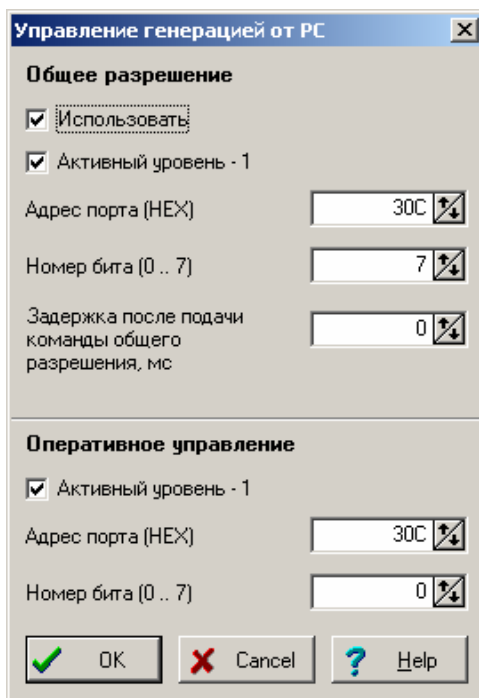 Управление генерацией от PC
Общее разрешение
Использовать
Активный уровень - 1
Адрес порта (HEX)
30C
Номер бита (0 .. 7)
7
Задержка после подачи
команды общего
разрешения, мс
0
Оперативное управление
Активный уровень - 1
Адрес порта (HEX)
30C
Номер бита (0 .. 7)
0
OK
Cancel
Help